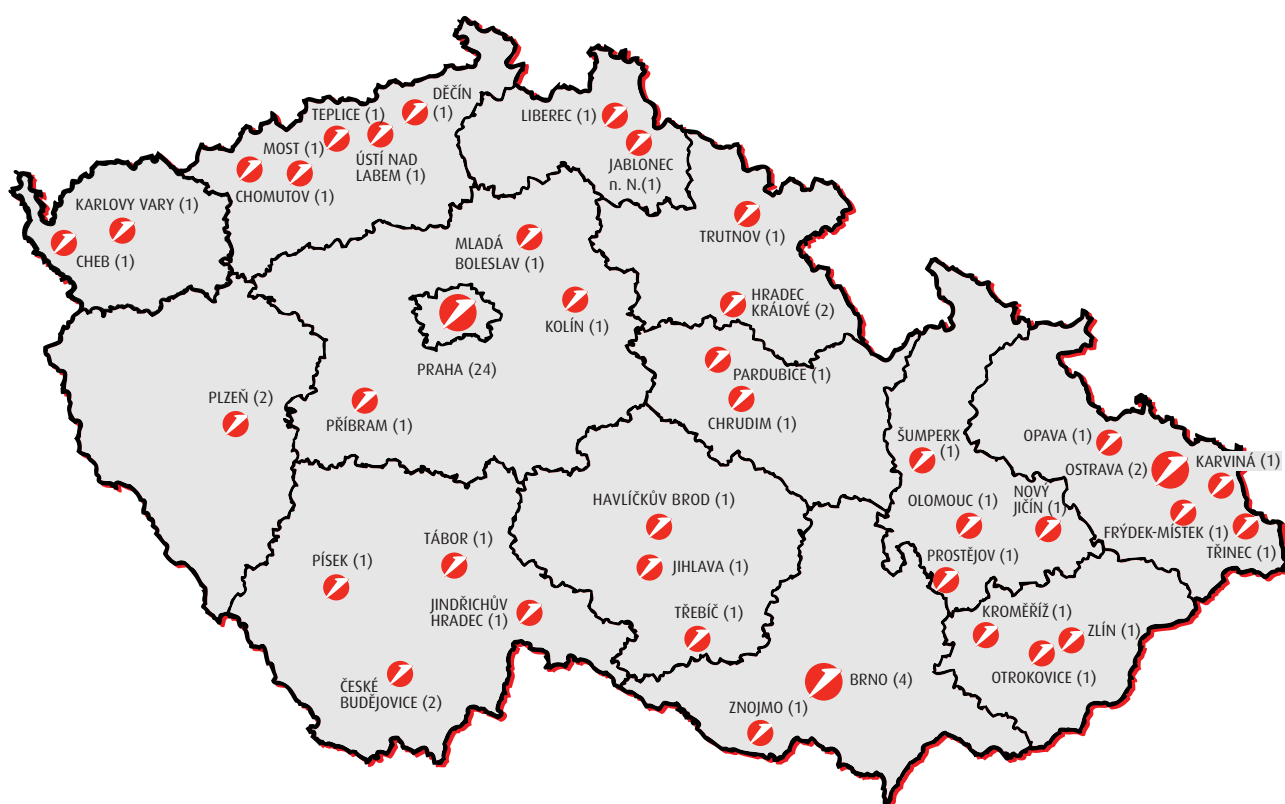 DĚČÍN
(1)
TEPLICE (1)
MOST (1)
ÚSTÍ NAD
LABEM (1)
CHOMUTOV (1)
LIBEREC (1)
JABLONEC
n. N.(1)
KARLOVY VARY (1)
CHEB (1)
TRUTNOV (1)
MLADÁ
BOLESLAV (1)
HRADEC
KRÁLOVÉ (2)
KOLÍN (1)
PRAHA (24)
PARDUBICE (1)
CHRUDIM (1)
PLZEŇ (2)
PŘÍBRAM (1)
ŠUMPERK
(1)
OPAVA (1)
OSTRAVA (2)
KARVINÁ (1)
HAVLÍČKŮV BROD (1)
OLOMOUC (1)
NOVÝ
JIČÍN (1)
FRÝDEK-MÍSTEK (1)
TŘINEC (1)
TÁBOR (1)
PÍSEK (1)
JIHLAVA (1)
PROSTĚJOV (1)
JINDŘICHŮV
HRADEC (1)
TŘEBÍČ (1)
KROMĚŘÍŽ (1)
ZLÍN (1)
OTROKOVICE (1)
ČESKÉ
BUDĚJOVICE (2)
BRNO (4)
ZNOJMO (1)